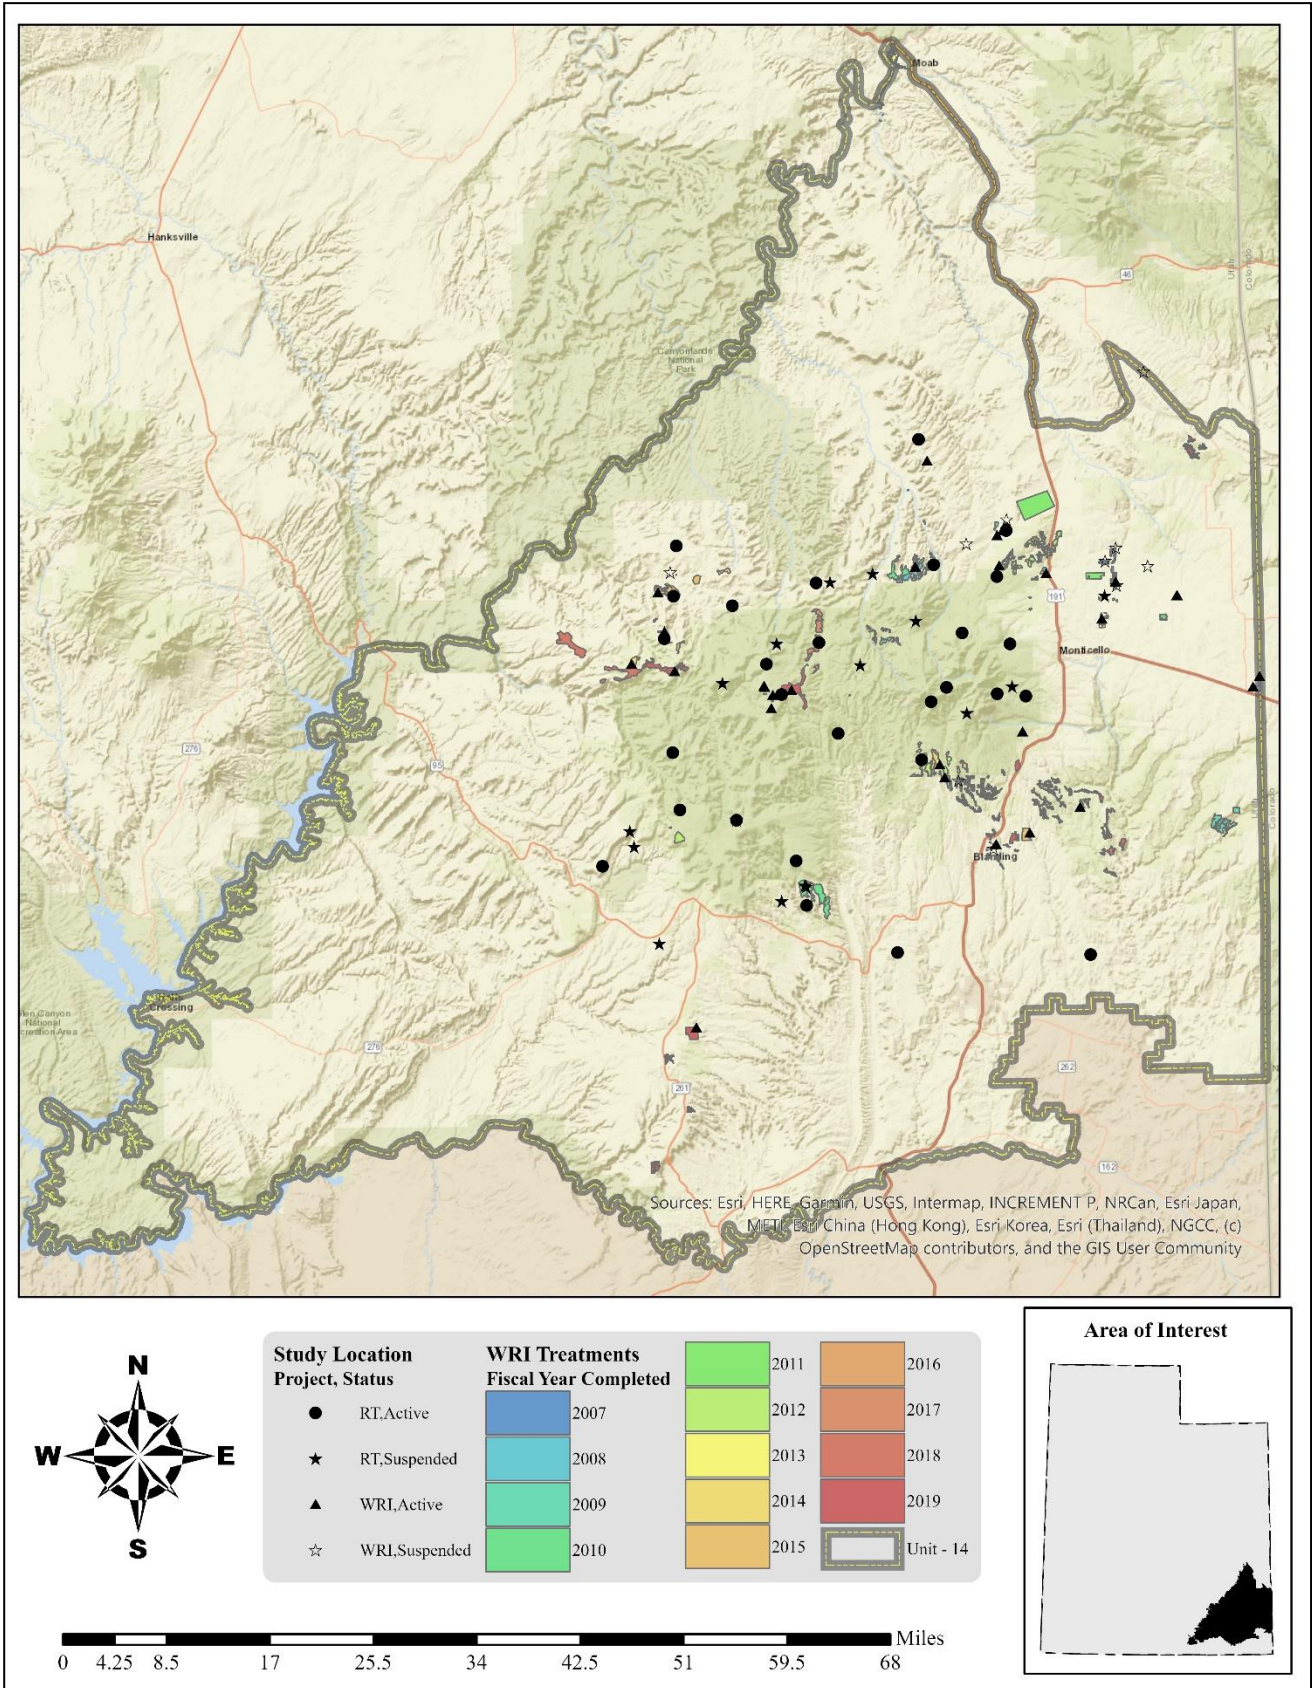 Moab
Hanksville
46
Utah
Colorado
Canyonlands
National
Park
191
Monticello
276
95
Utah
Colorado
Blanding
Crossing
National
276
262
261
162
Sources: Esri, HERE, Garmin, USGS, Intermap, INCREMENT P, NRCan, Esri Japan,
METI, Esri China (Hong Kong), Esri Korea, Esri (Thailand), NGCC, (c)
OpenStreetMap contributors, and the GIS User Community
N
W
E
S
Study Location
Project, Status
RT,Active
RT,Suspended
WRI,Active
WRI,Suspended
WRI Treatments
Fiscal Year Completed
2007
2008
2009
2010
2011
2012
2013
2014
2015
2016
2017
2018
2019
Unit - 14
Area of Interest
Miles
0 4.25 8.5 17 25.5 34 42.5 51 59.5 68